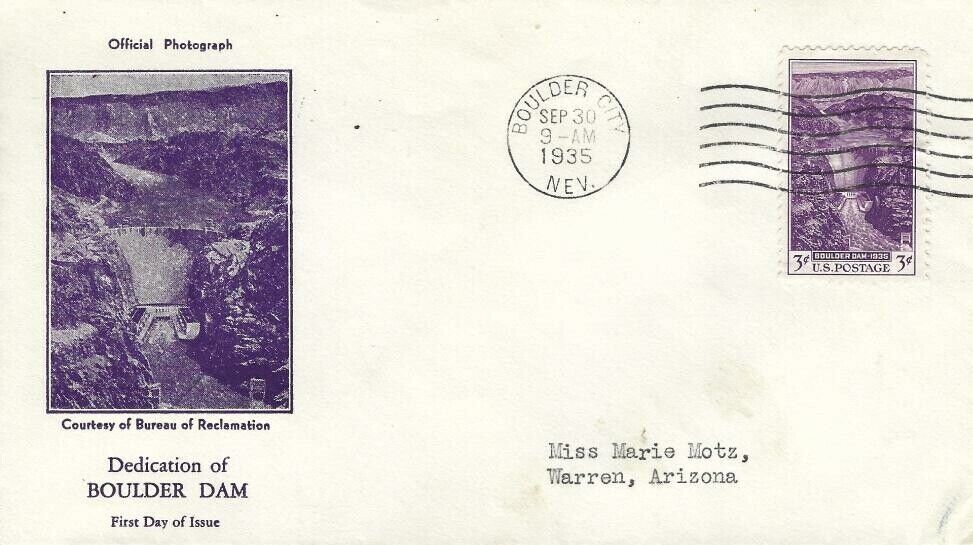 Official Photograph
Courtesy of Bureau of Reclamation
Dedication of
BOULDER DAM
First Day of Issue
BOULDER CITY
SEP 30
9-AM
1935
NEV.
3¢ BOULDER DAM-1935 3¢
U.S. POSTAGE
Miss Marie Motz,
Warren, Arizona